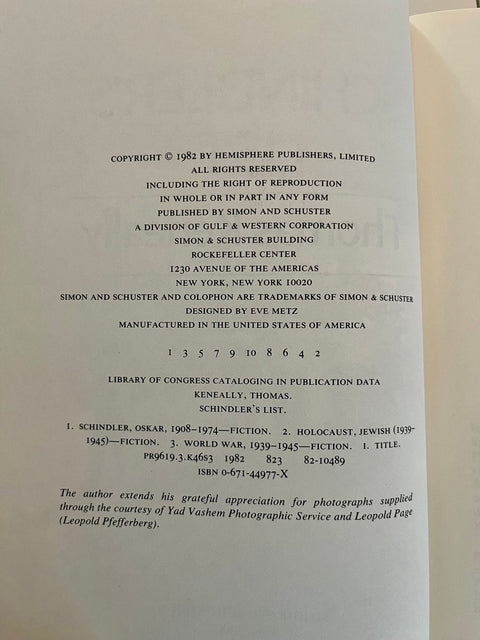 COPYRIGHT © 1982 BY HEMISPHERE PUBLISHERS, LIMITED
ALL RIGHTS RESERVED
INCLUDING THE RIGHT OF REPRODUCTION
IN WHOLE OR IN PART IN ANY FORM
PUBLISHED BY SIMON AND SCHUSTER
A DIVISION OF GULF & WESTERN CORPORATION
SIMON & SCHUSTER BUILDING
ROCKEFELLER CENTER
1230 AVENUE OF THE AMERICAS
NEW YORK, NEW YORK 10020
SIMON AND SCHUSTER AND COLOPHON ARE TRADEMARKS OF SIMON & SCHUSTER
DESIGNED BY EVE METZ
MANUFACTURED IN THE UNITED STATES OF AMERICA
1 3 5 7 9 10 8 6 4 2
LIBRARY OF CONGRESS CATALOGING IN PUBLICATION DATA
KENEALLY, THOMAS.
SCHINDLER'S LIST.
1. SCHINDLER, OSKAR, 1908–1974—FICTION. 2. HOLOCAUST, JEWISH (1939-
1945)—FICTION. 3. WORLD WAR, 1939–1945—FICTION. I. TITLE.
PR9619.3.K46S3 1982 823 82-10489
ISBN 0-671-44977-X
The author extends his grateful appreciation for photographs supplied
through the courtesy of Yad Vashem Photographic Service and Leopold Page
(Leopold Pfefferberg).